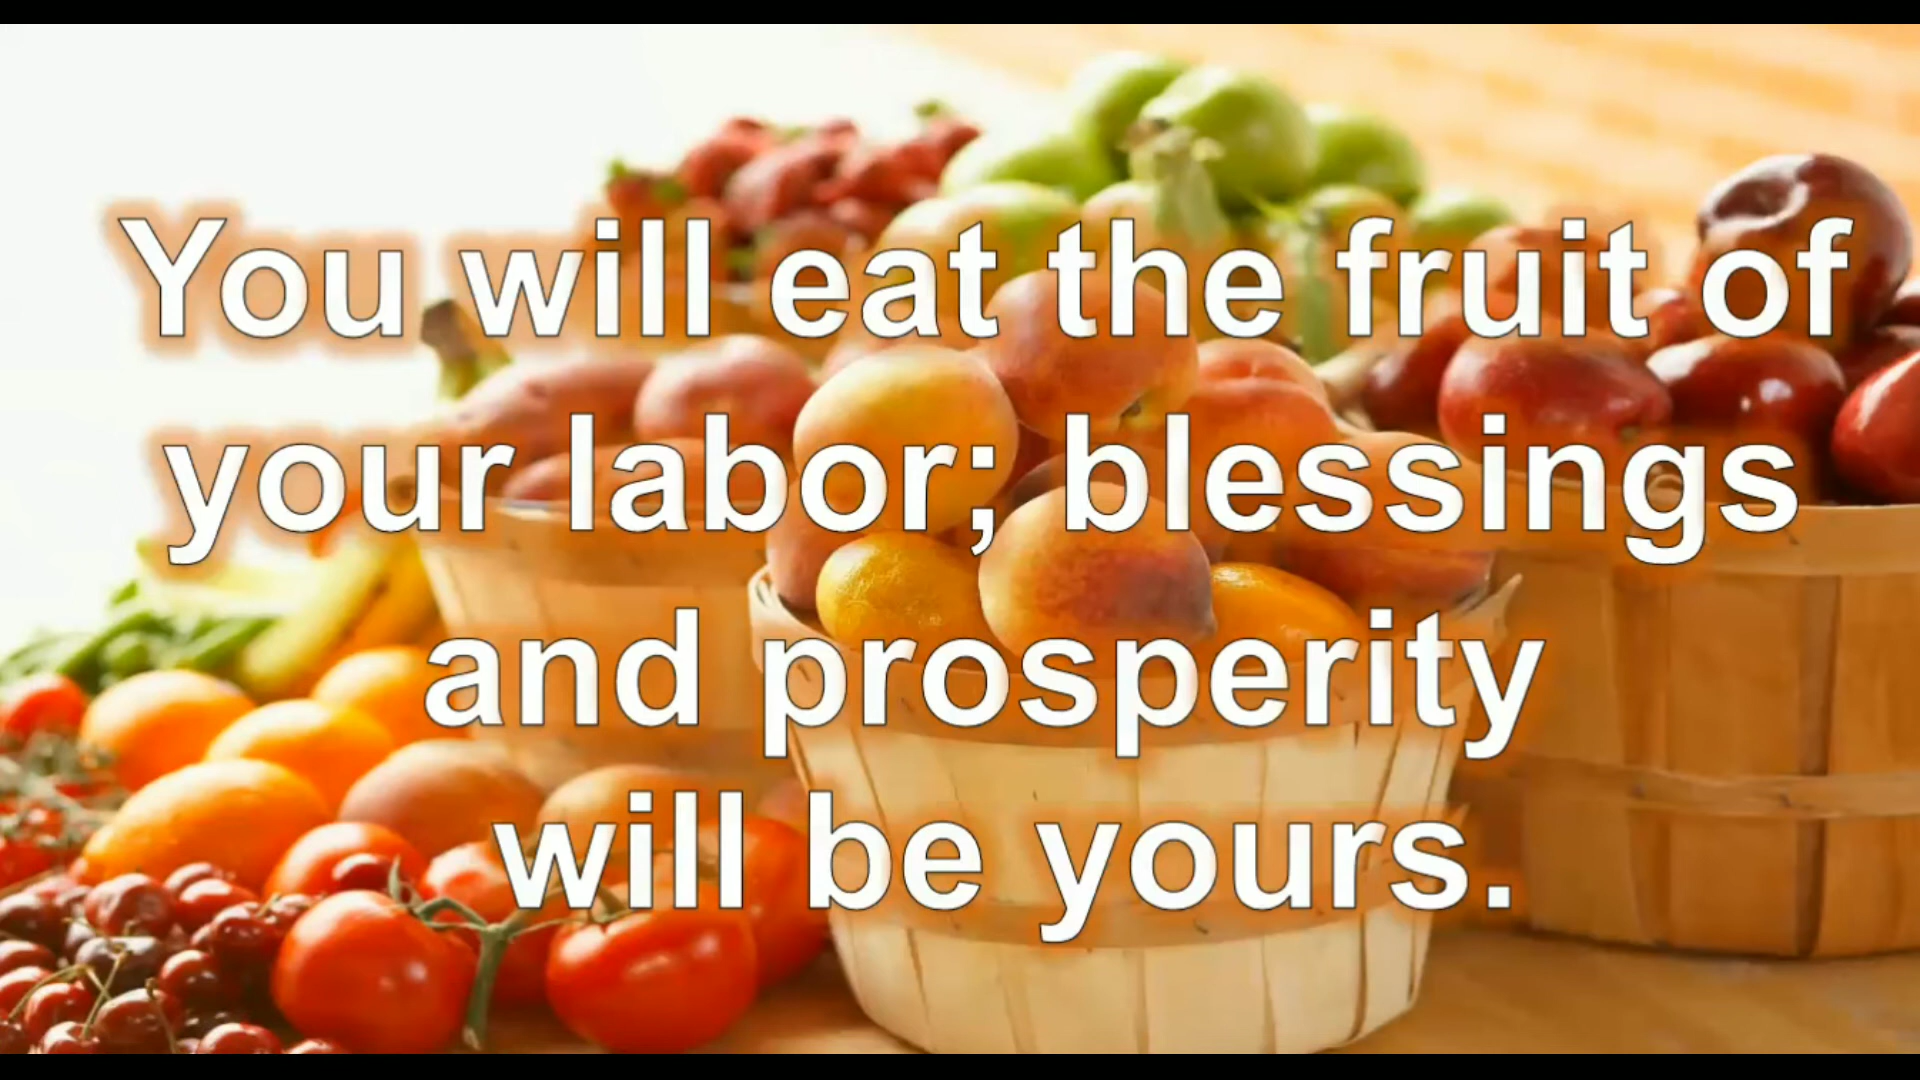 You will eat the fruit of
your labor; blessings
and prosperity
will be yours.